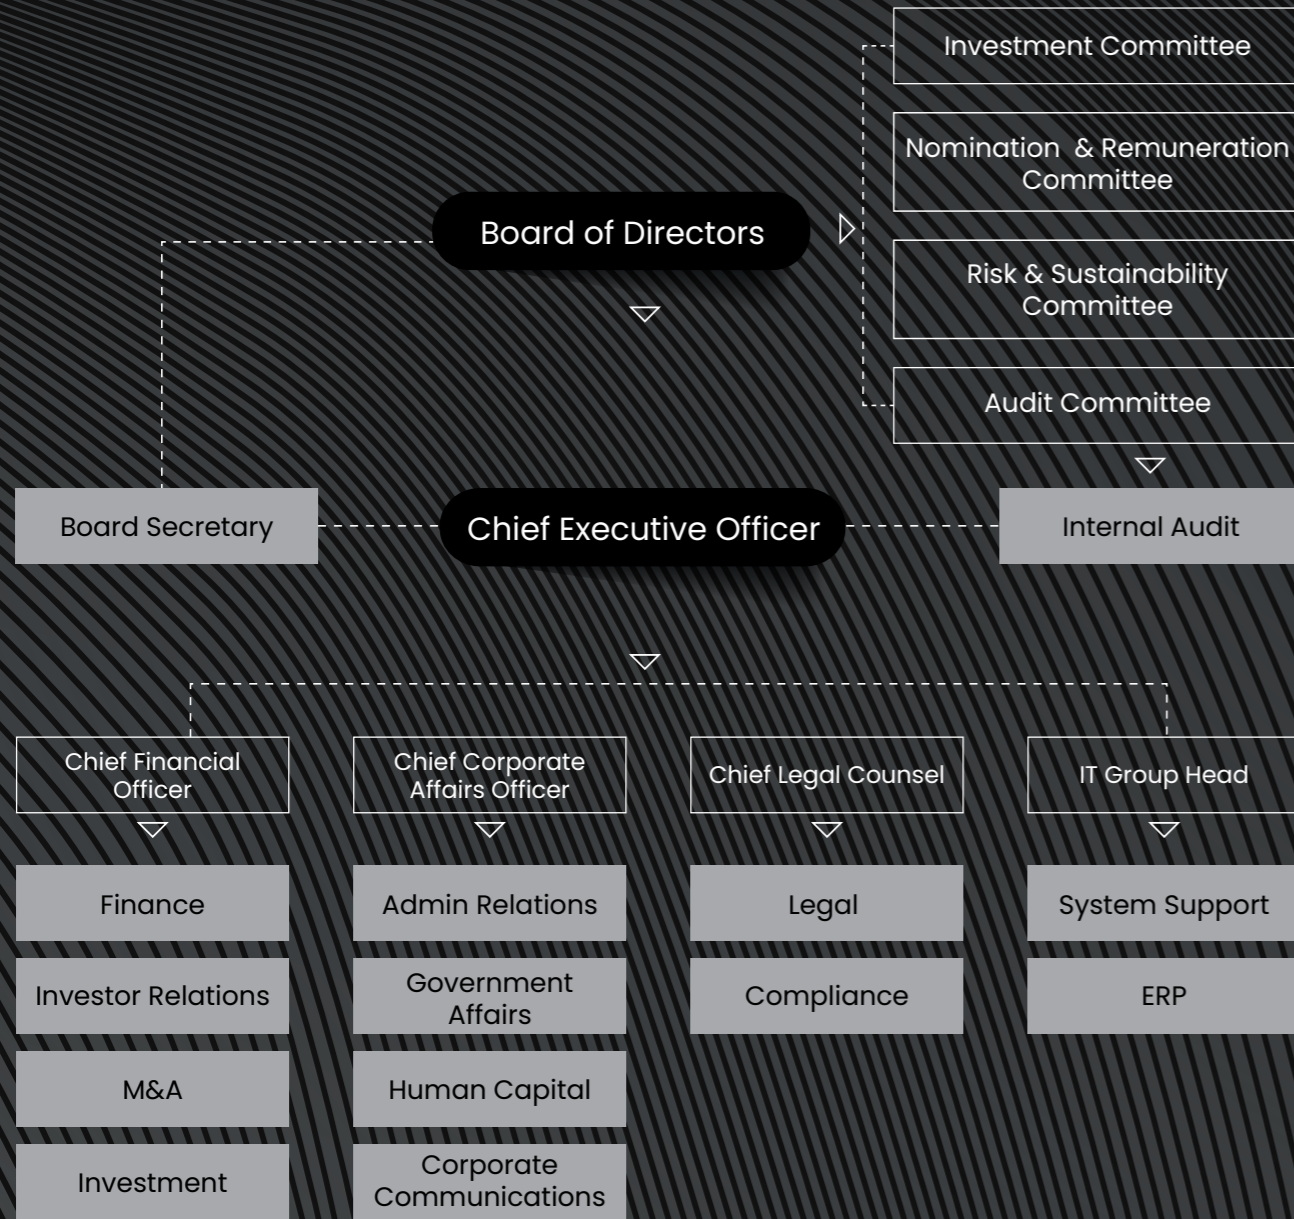 Investment Committee
Nomination & Remuneration
Committee
Board of Directors
Risk & Sustainability
Committee
Audit Committee
Board Secretary
Chief Executive Officer
Internal Audit
Chief Financial
Officer
Chief Corporate
Affairs Officer
Chief Legal Counsel
IT Group Head
Finance
Admin Relations
Legal
System Support
Investor Relations
Government
Affairs
Compliance
ERP
M&A
Human Capital
Investment
Corporate
Communications